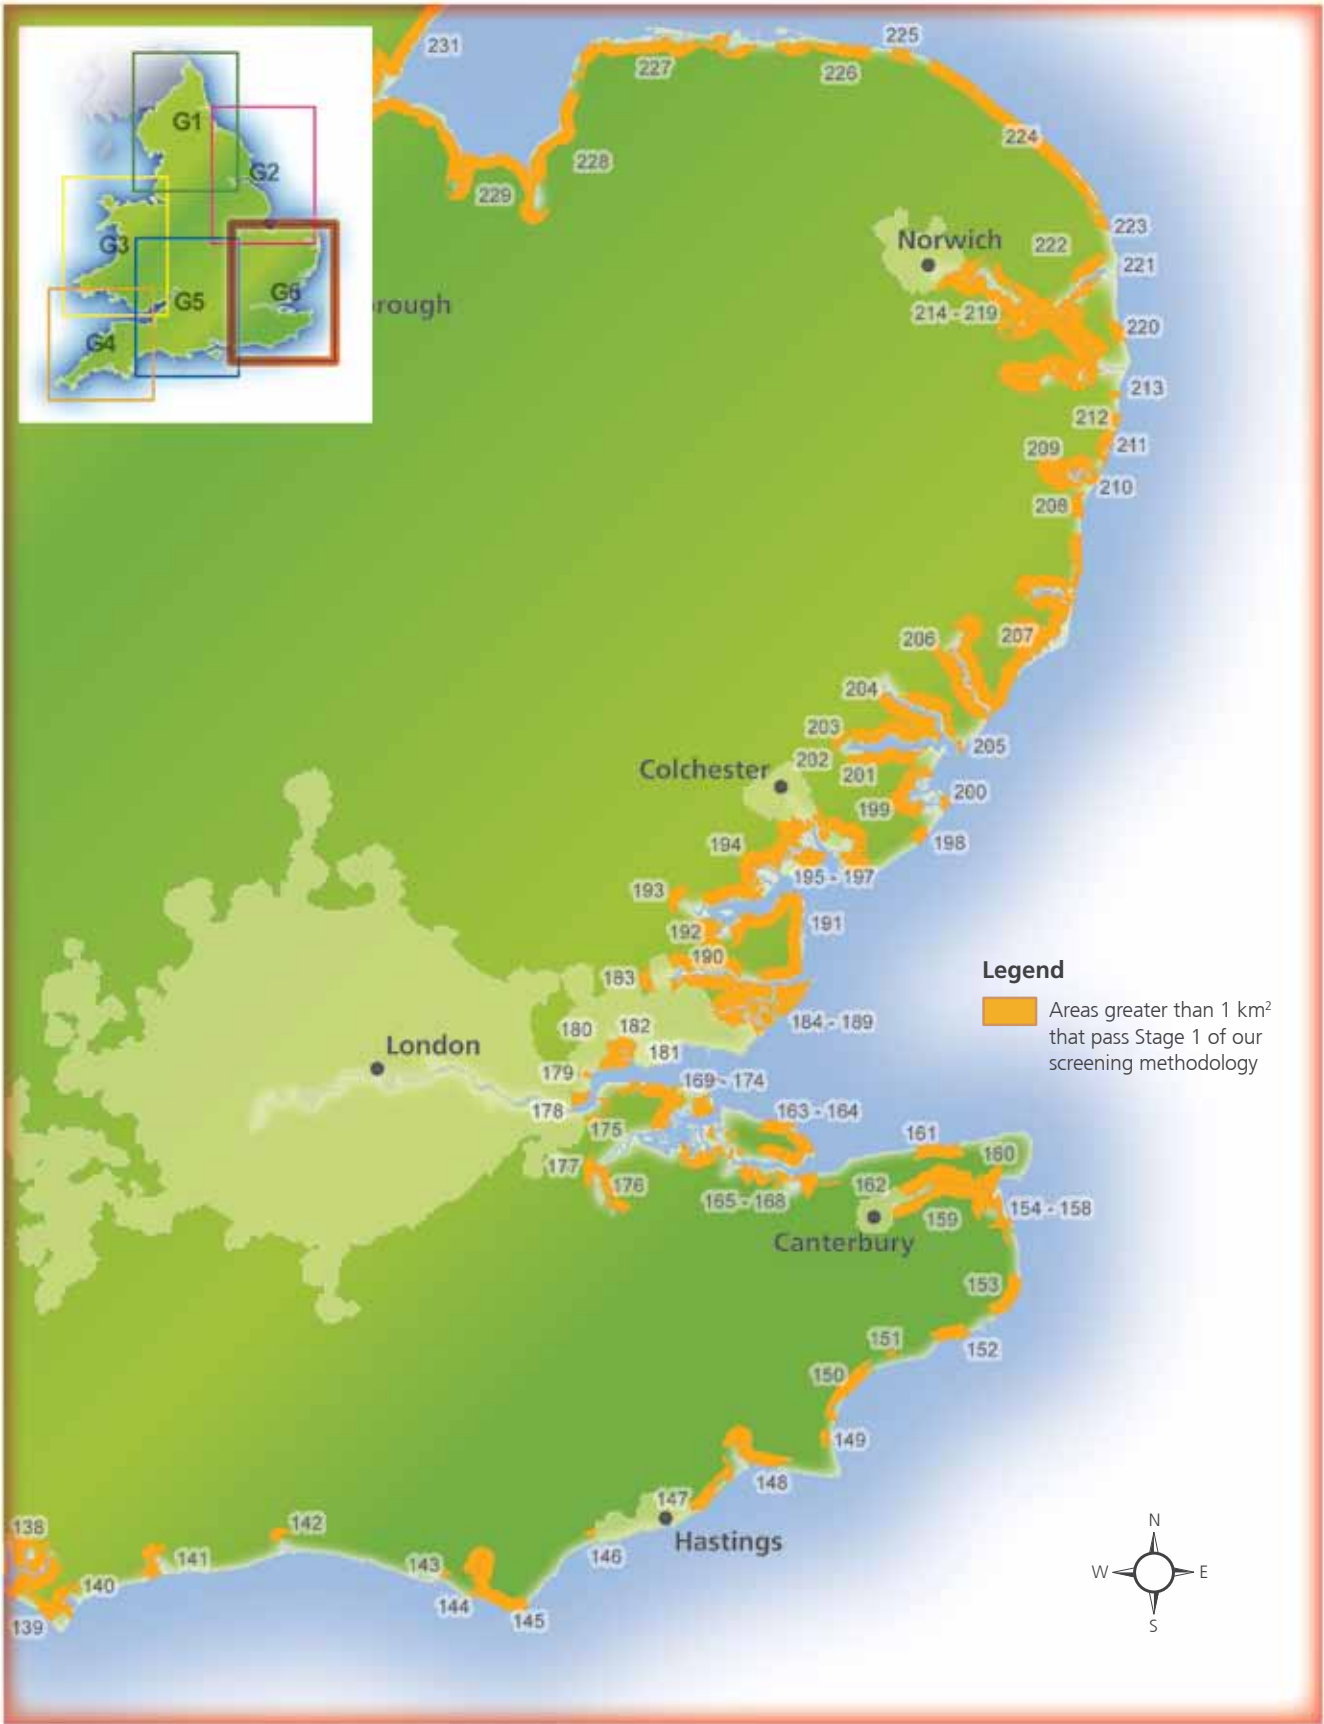 231
225
227
226
G1
224
G2
228
229
223
Norwich
222
G3
221
G6
G5
rough
214 - 219
220
G4
213
212
211
209
210
208
206
207
204
203
205
Colchester
202
201
200
199
198
194
195 - 197
193
191
192
190
Legend
183
Areas greater than 1 km²
that pass Stage 1 of our
screening methodology
184 - 189
180
182
London
181
179
169 - 174
178
163 - 164
175
161
160
177
176
162
165 - 168
154 - 158
159
Canterbury
153
151
152
150
149
148
147
N
138
142
Hastings
146
141
143
W
E
140
144
145
139
S